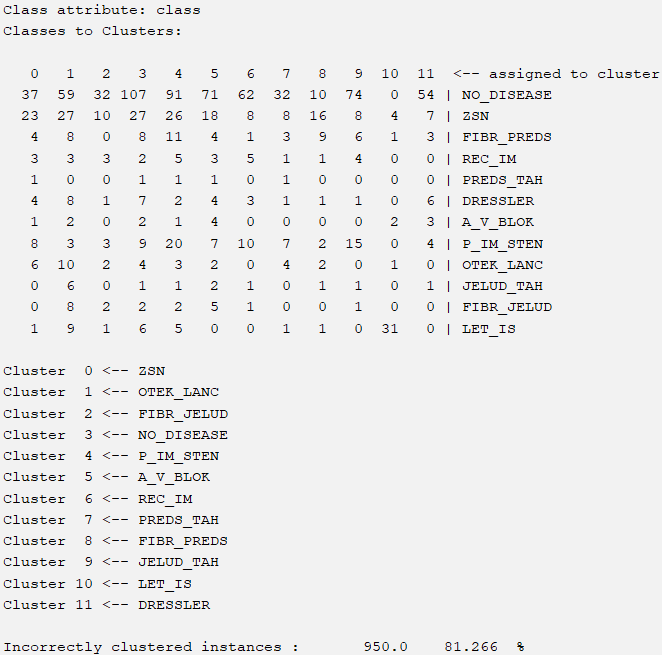 Class attribute: class
Classes to Clusters:
0 1 2 3 4 5 6 7 8 9 10 11 <-- assigned to cluster
37 59 32 107 91 71 62 32 10 74 0 54 | NO_DISEASE
23 27 10 27 26 18 8 8 16 8 4 7 | ZSN
4 8 0 8 11 4 1 3 9 6 1 3 | FIBR_PREDS
3 3 3 2 5 3 5 1 1 4 0 0 | REC_IM
1 0 0 1 1 1 0 1 0 0 0 0 | PREDS_TAH
4 8 1 7 2 4 3 1 1 1 0 6 | DRESSLER
1 2 0 2 1 4 0 0 0 0 2 3 | A_V_BLOK
8 3 3 9 20 7 10 7 2 15 0 4 | P_IM_STEN
6 10 2 4 3 2 0 4 2 0 1 0 | OTEK_LANC
0 6 0 1 1 2 1 0 1 1 0 1 | JELUD_TAH
0 8 2 2 2 5 1 0 0 1 0 0 | FIBR_JELUD
1 9 1 6 5 0 0 1 1 0 31 0 | LET_IS
Cluster 0 <-- ZSN
Cluster 1 <-- OTEK_LANC
Cluster 2 <-- FIBR_JELUD
Cluster 3 <-- NO_DISEASE
Cluster 4 <-- P_IM_STEN
Cluster 5 <-- A_V_BLOK
Cluster 6 <-- REC_IM
Cluster 7 <-- PREDS_TAH
Cluster 8 <-- FIBR_PREDS
Cluster 9 <-- JELUD_TAH
Cluster 10 <-- LET_IS
Cluster 11 <-- DRESSLER
Incorrectly clustered instances : 950.0 81.266 %